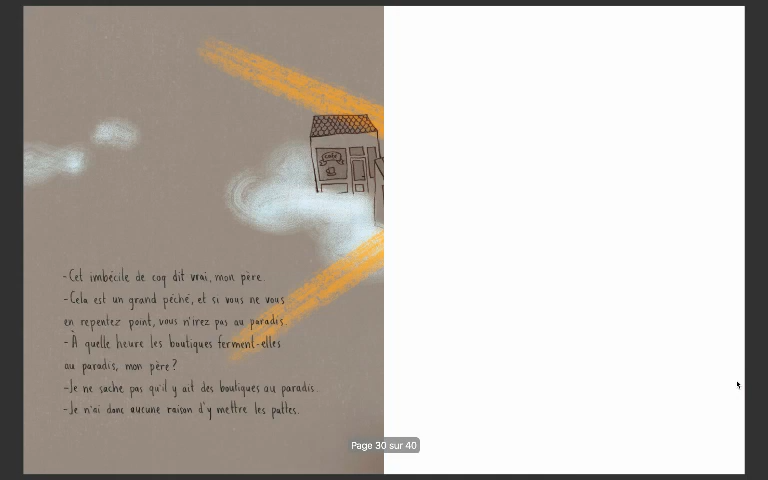 Café
- Cet imbécile de coq dit vrai, mon père.
- Cela est un grand péché, et si vous ne vous
en repentez point, vous n'irez pas au paradis.
- À quelle heure les boutiques ferment-elles
au paradis, mon père?
- Je ne sache pas qu'il y ait des boutiques au paradis.
- Je n'ai donc aucune raison d'y mettre les pattes.
Page 30 sur 40